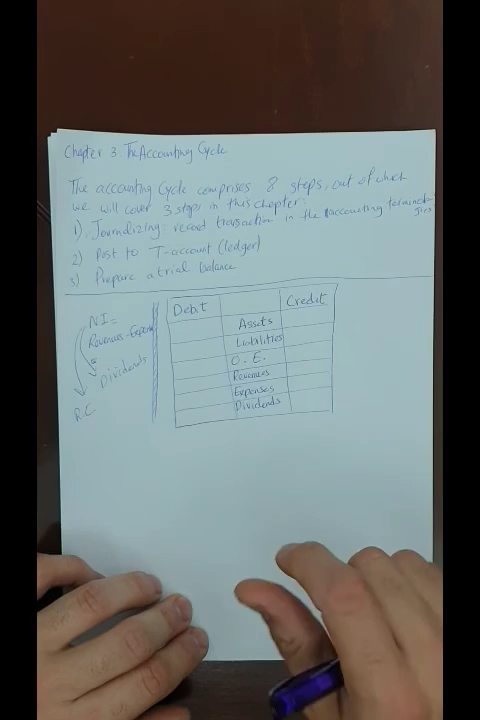 Chapter 3 The Accounting Cycle
The accounting Cycle comprises 8 steps, out of which
we will cover 3 steps in this chapter:
1). Journalizing: record transaction in the accounting
2) Post to T-account (ledger)
3) Prepare a trial balance
NI =
Revenues - Expens
Dividends
R.E
Debit Credit
Assets
Liabilities
O. E.
Revenues
Expenses
Dividends